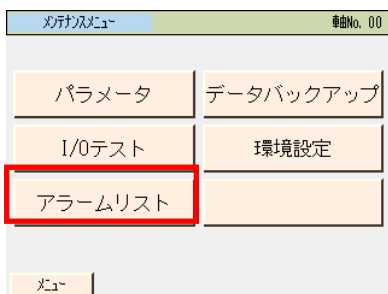 メンテナンスメニュー 軸No. 00
パラメータ データバックアップ
I/Oテスト 環境設定
アラームリスト
メニュー